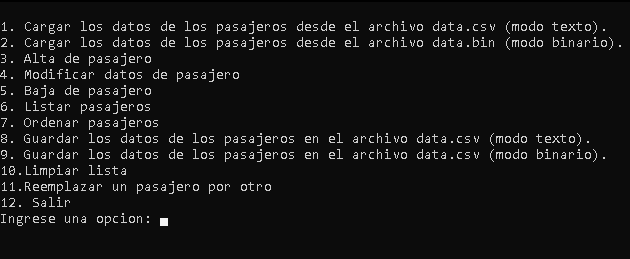 1. Cargar los datos de los pasajeros desde el archivo data.csv (modo texto).
2. Cargar los datos de los pasajeros desde el archivo data.bin (modo binario).
3. Alta de pasajero
4. Modificar datos de pasajero
5. Baja de pasajero
6. Listar pasajeros
7. Ordenar pasajeros
8. Guardar los datos de los pasajeros en el archivo data.csv (modo texto).
9. Guardar los datos de los pasajeros en el archivo data.csv (modo binario).
10.Limpiar lista
11.Reemplazar un pasajero por otro
12. Salir
Ingrese una opcion: